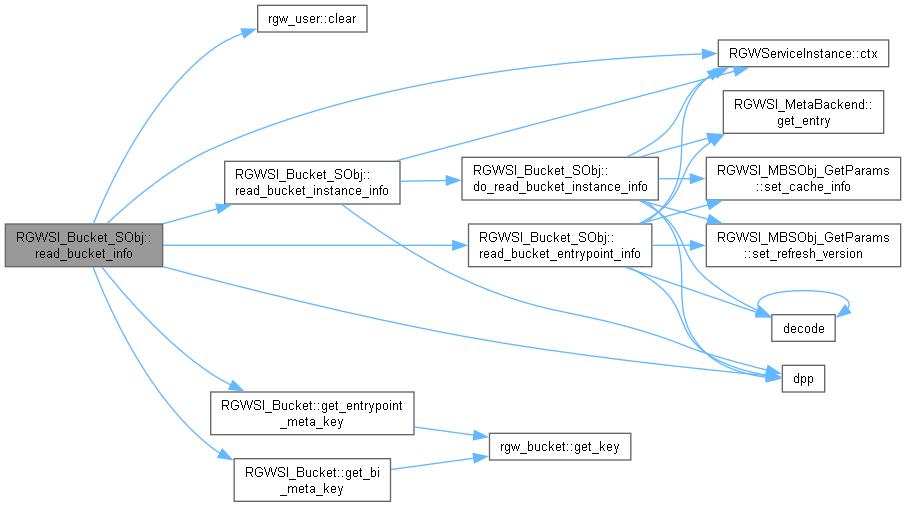 rgw_user::clear
RGWServiceInstance::ctx
RGWSI_MetaBackend::
get_entry
RGWSI_Bucket_SObj::
read_bucket_instance_info
RGWSI_Bucket_SObj::
do_read_bucket_instance_info
RGWSI_MBSObj_GetParams
::set_cache_info
RGWSI_Bucket_SObj::
read_bucket_info
RGWSI_Bucket_SObj::
read_bucket_entrypoint_info
RGWSI_MBSObj_GetParams
::set_refresh_version
decode
dpp
RGWSI_Bucket::get_entrypoint
_meta_key
rgw_bucket::get_key
RGWSI_Bucket::get_bi
_meta_key